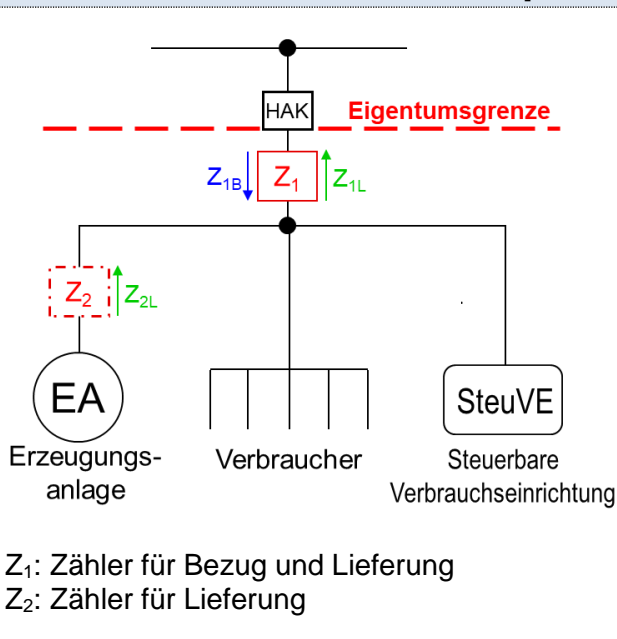 HAK
Eigentumsgrenze
Z1B
Z1
Z1L
Z2
Z2L
EA
SteuVE
Erzeugungs-
anlage
Verbraucher
Steuerbare
Verbrauchseinrichtung
Z1: Zähler für Bezug und Lieferung
Z2: Zähler für Lieferung